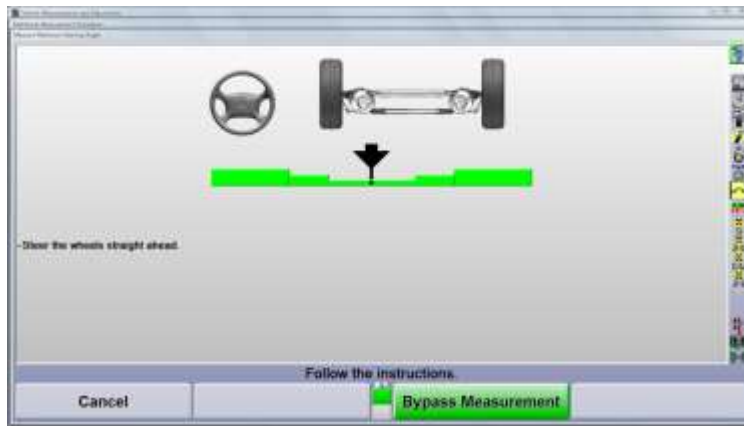 - Steer the wheels straight ahead.
Follow the instructions.
Cancel
Bypass Measurement